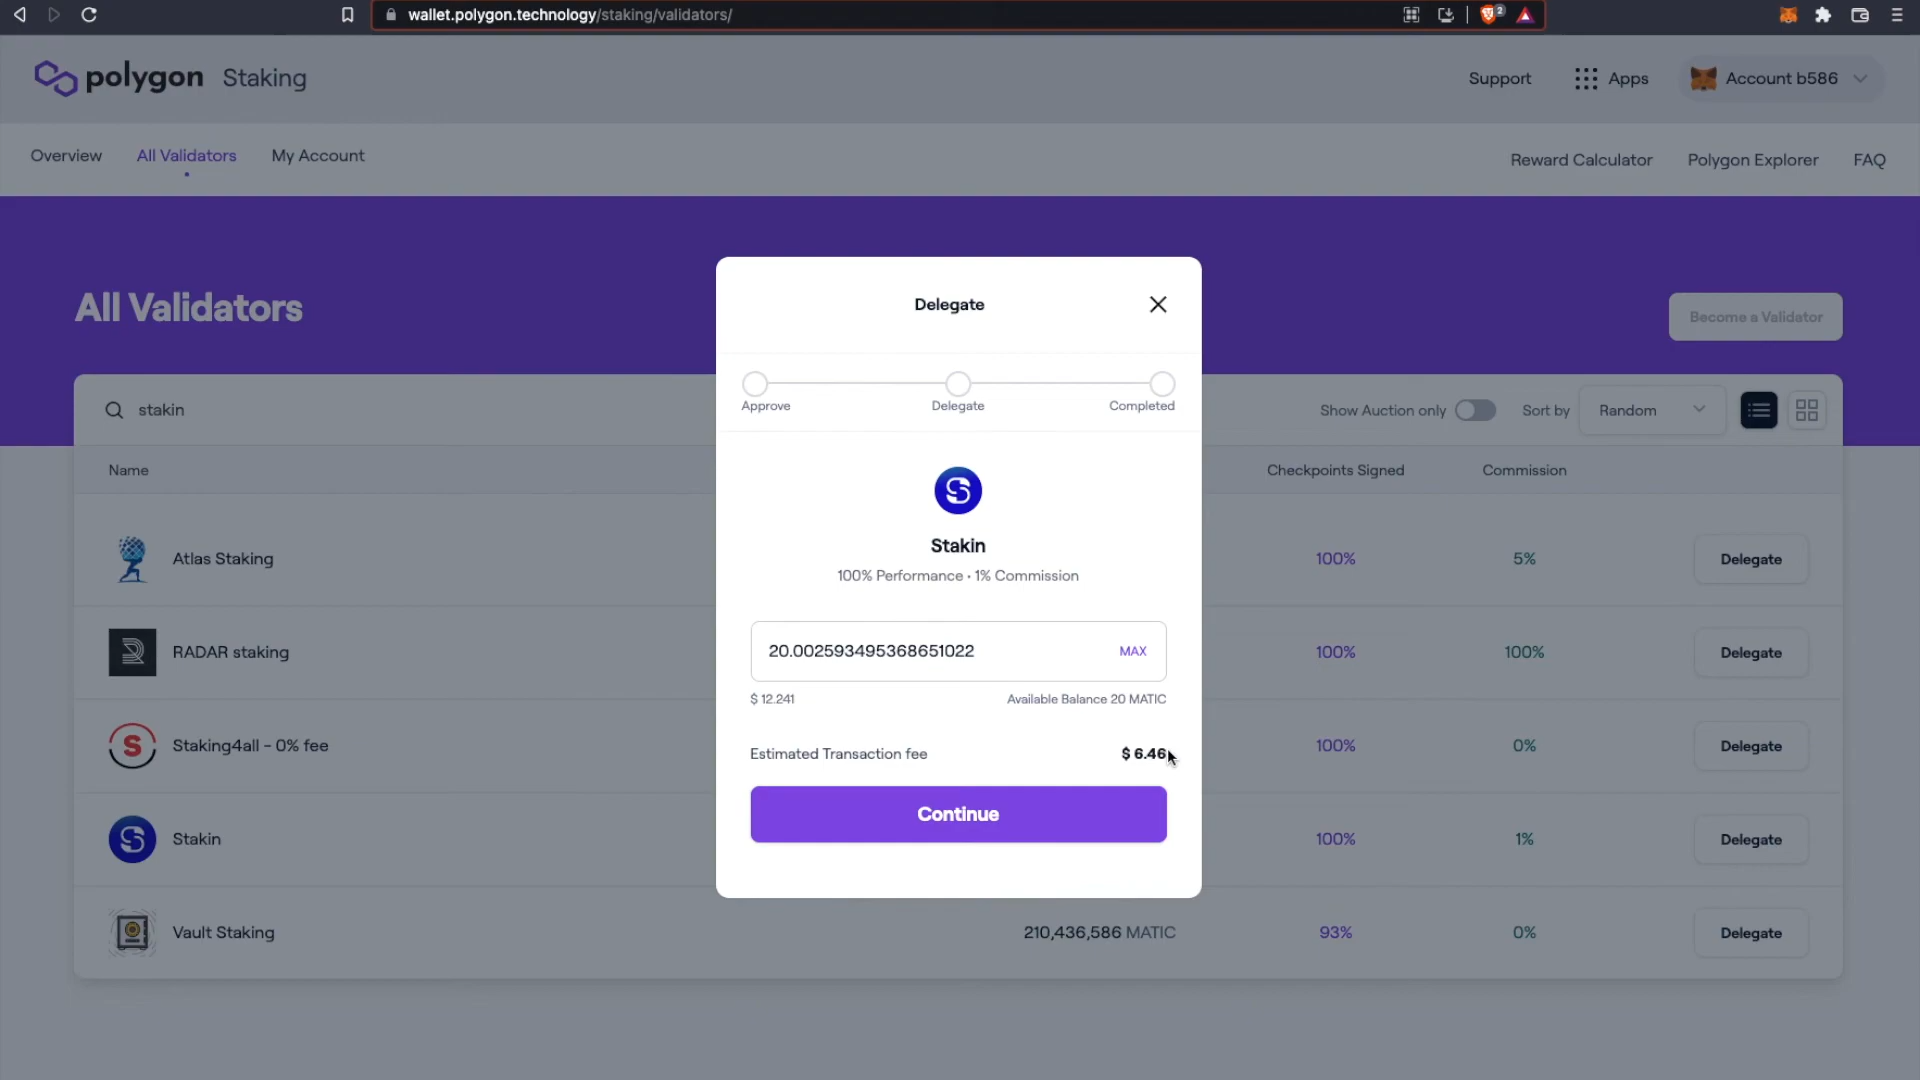 wallet.polygon.technology/staking/validators/
2
polygon Staking
Support
Apps
Account b586
Overview
All Validators
My Account
Reward Calculator
Polygon Explorer
FAQ
All Validators
Become a Validator
stakin
Show Auction only
Sort by
Random
Name
Checkpoints Signed
Commission
Atlas Staking
100%
5%
Delegate
RADAR staking
100%
100%
Delegate
Staking4all - 0% fee
100%
0%
Delegate
Stakin
100%
1%
Delegate
Vault Staking
210,436,586 MATIC
93%
0%
Delegate
Delegate
Approve
Delegate
Completed
Stakin
100% Performance • 1% Commission
20.002593495368651022
MAX
$ 12.241
Available Balance 20 MATIC
Estimated Transaction fee
$ 6.46
Continue